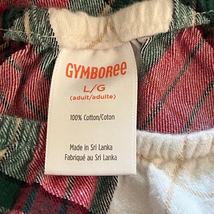 GYMBOREE
L/G
(adult/adulte)
100% Cotton/Coton
Made in Sri Lanka
Fabriqué au Sri Lanka